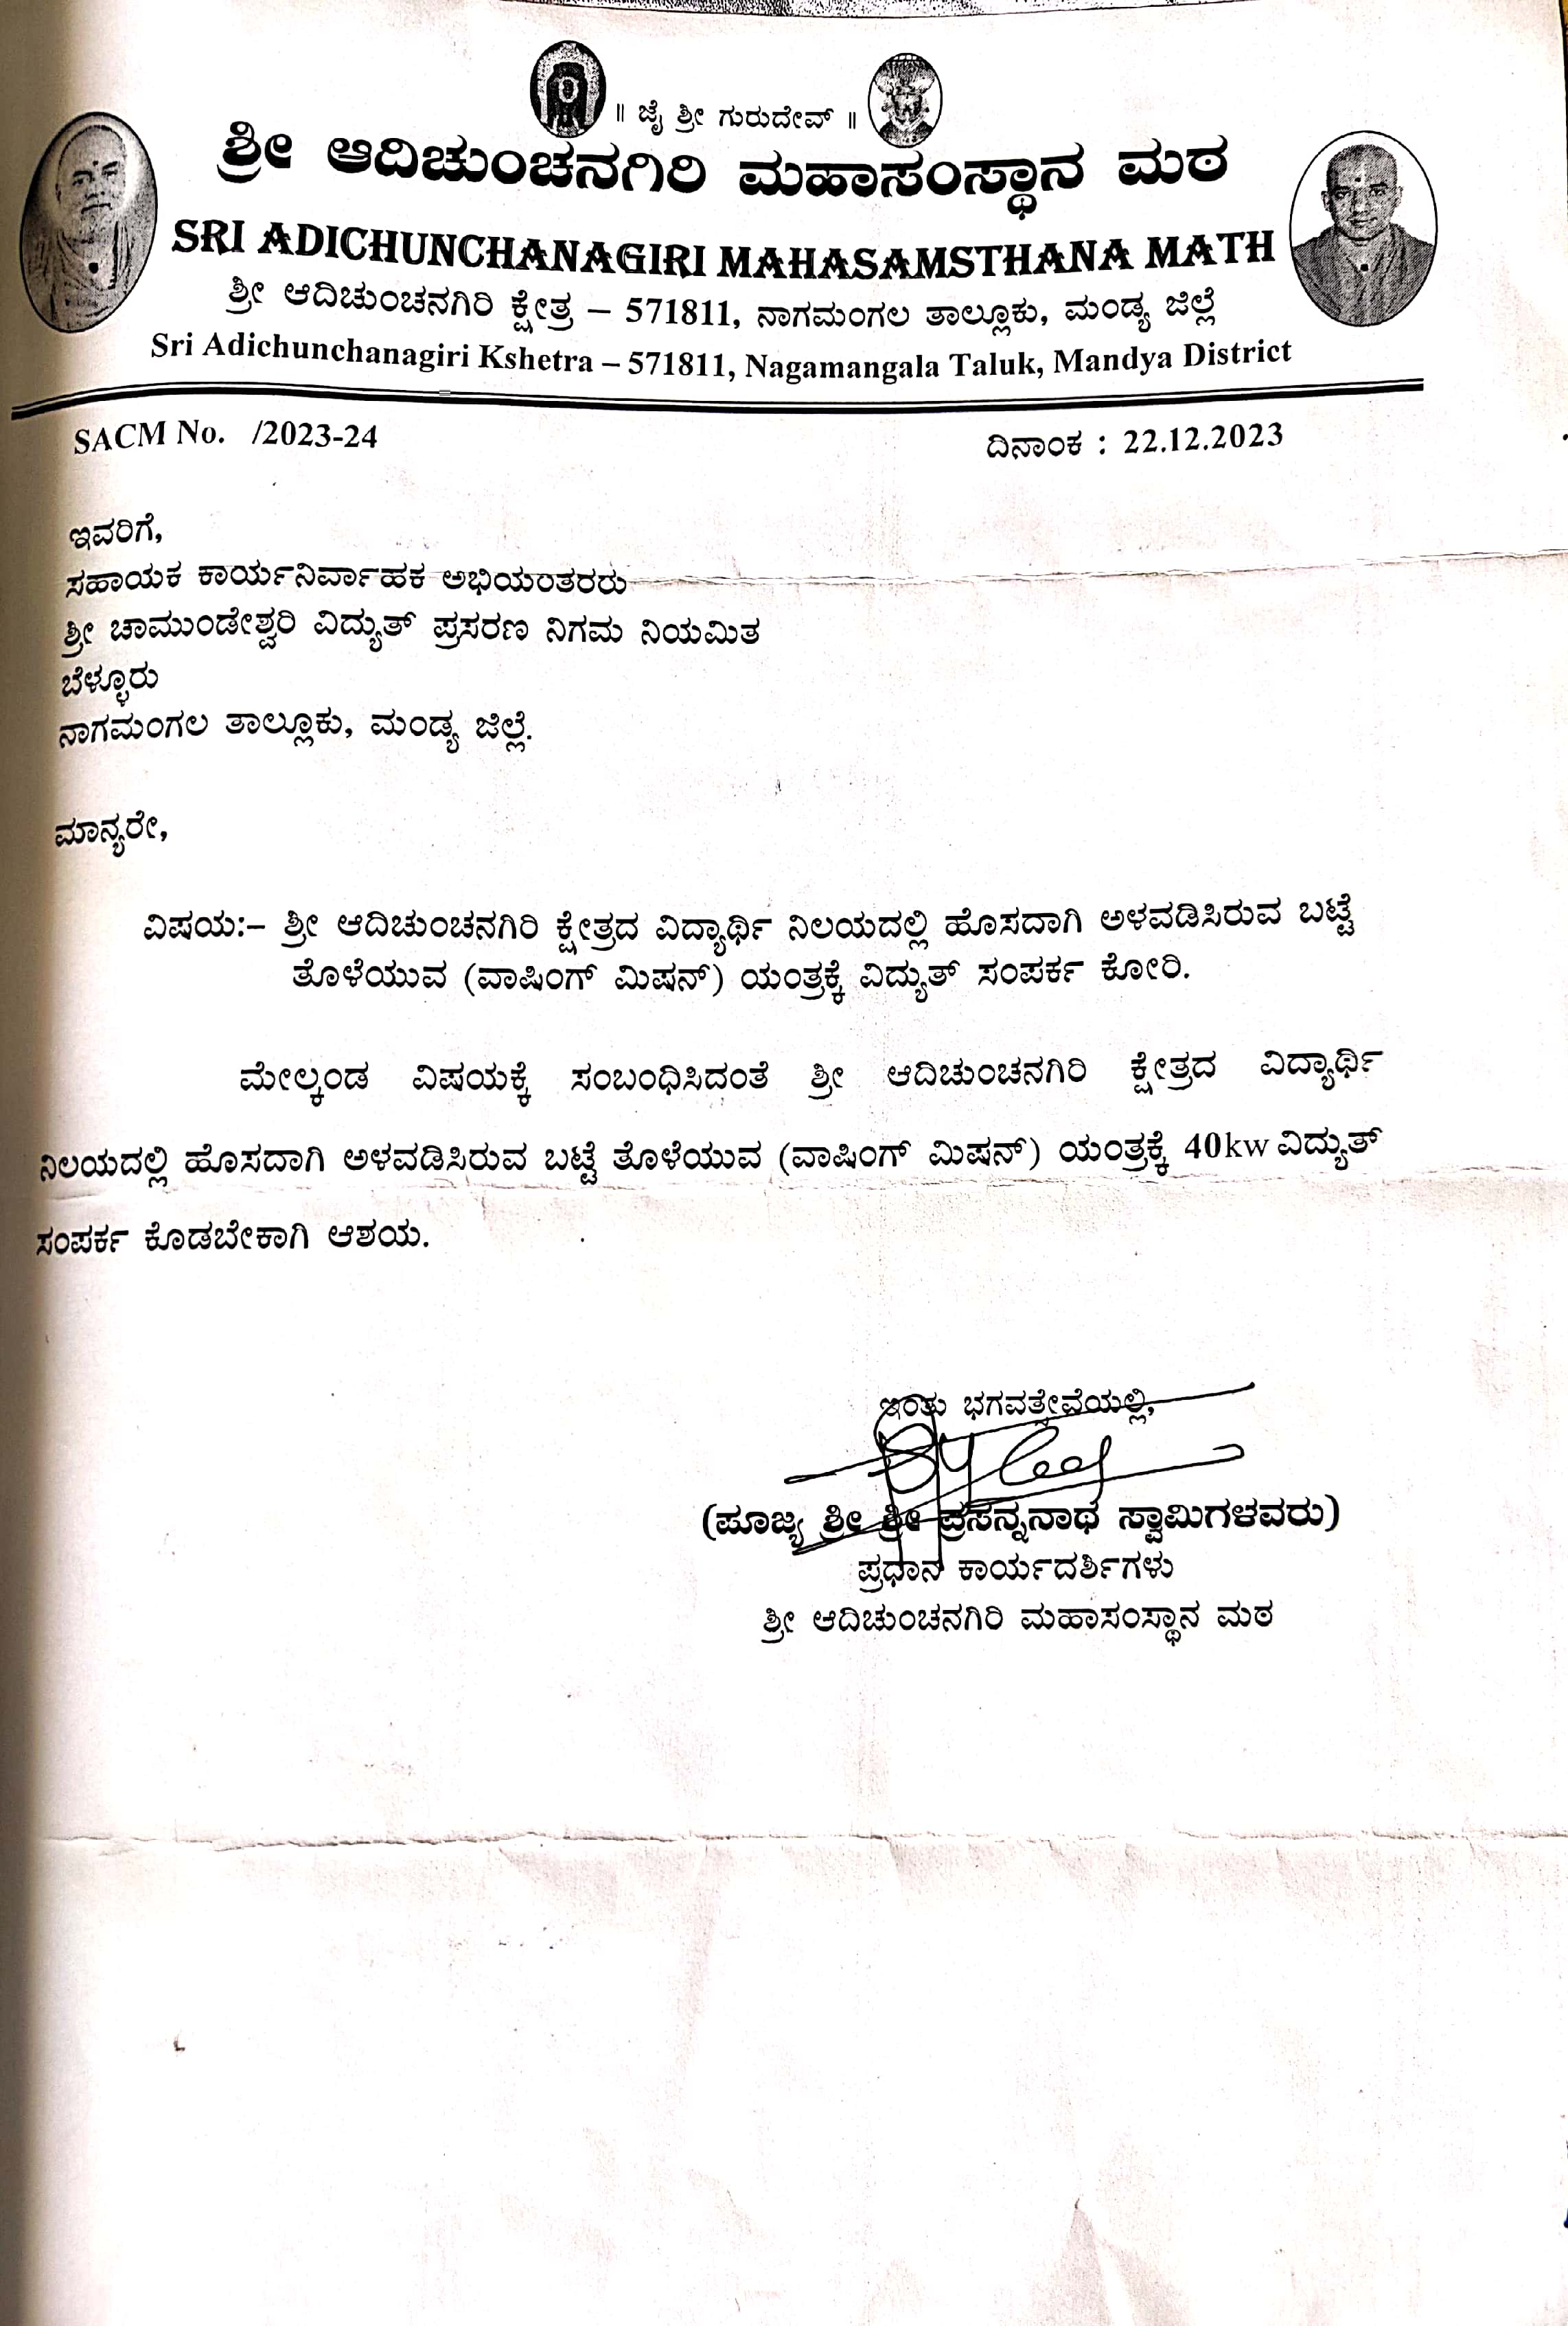 ॥ ಜೈ ಶ್ರೀ ಗುರುದೇವ್ ॥
ಶ್ರೀ ಆದಿಚುಂಚನಗಿರಿ ಮಹಾಸಂಸ್ಥಾನ ಮಠ
SRI ADICHUNCHANAGIRI MAHASAMSTHANA MATH
ಶ್ರೀ ಆದಿಚುಂಚನಗಿರಿ ಕ್ಷೇತ್ರ – 571811, ನಾಗಮಂಗಲ ತಾಲ್ಲೂಕು, ಮಂಡ್ಯ ಜಿಲ್ಲೆ
Sri Adichunchanagiri Kshetra – 571811, Nagamangala Taluk, Mandya District
SACM No. /2023-24 ದಿನಾಂಕ : 22.12.2023
ಇವರಿಗೆ,
ಸಹಾಯಕ ಕಾರ್ಯನಿರ್ವಾಹಕ ಅಭಿಯಂತರರು
ಶ್ರೀ ಚಾಮುಂಡೇಶ್ವರಿ ವಿದ್ಯುತ್ ಪ್ರಸರಣ ನಿಗಮ ನಿಯಮಿತ
ಬೆಳ್ಳೂರು
ನಾಗಮಂಗಲ ತಾಲ್ಲೂಕು, ಮಂಡ್ಯ ಜಿಲ್ಲೆ.
ಮಾನ್ಯರೇ,
ವಿಷಯ:– ಶ್ರೀ ಆದಿಚುಂಚನಗಿರಿ ಕ್ಷೇತ್ರದ ವಿದ್ಯಾರ್ಥಿ ನಿಲಯದಲ್ಲಿ ಹೊಸದಾಗಿ ಅಳವಡಿಸಿರುವ ಬಟ್ಟೆ
ತೊಳೆಯುವ (ವಾಷಿಂಗ್ ಮಿಷನ್) ಯಂತ್ರಕ್ಕೆ ವಿದ್ಯುತ್ ಸಂಪರ್ಕ ಕೋರಿ.
ಮೇಲ್ಕಂಡ ವಿಷಯಕ್ಕೆ ಸಂಬಂಧಿಸಿದಂತೆ ಶ್ರೀ ಆದಿಚುಂಚನಗಿರಿ ಕ್ಷೇತ್ರದ ವಿದ್ಯಾರ್ಥಿ
ನಿಲಯದಲ್ಲಿ ಹೊಸದಾಗಿ ಅಳವಡಿಸಿರುವ ಬಟ್ಟೆ ತೊಳೆಯುವ (ವಾಷಿಂಗ್ ಮಿಷನ್) ಯಂತ್ರಕ್ಕೆ 40kw ವಿದ್ಯುತ್
ಸಂಪರ್ಕ ಕೊಡಬೇಕಾಗಿ ಆಶಯ.
ಇಂತು ಭಗವತ್ಸೇವೆಯಲ್ಲಿ,
(ಪೂಜ್ಯ ಶ್ರೀ ಶ್ರೀ ಪ್ರಸನ್ನನಾಥ ಸ್ವಾಮಿಗಳವರು)
ಪ್ರಧಾನ ಕಾರ್ಯದರ್ಶಿಗಳು
ಶ್ರೀ ಆದಿಚುಂಚನಗಿರಿ ಮಹಾಸಂಸ್ಥಾನ ಮಠ